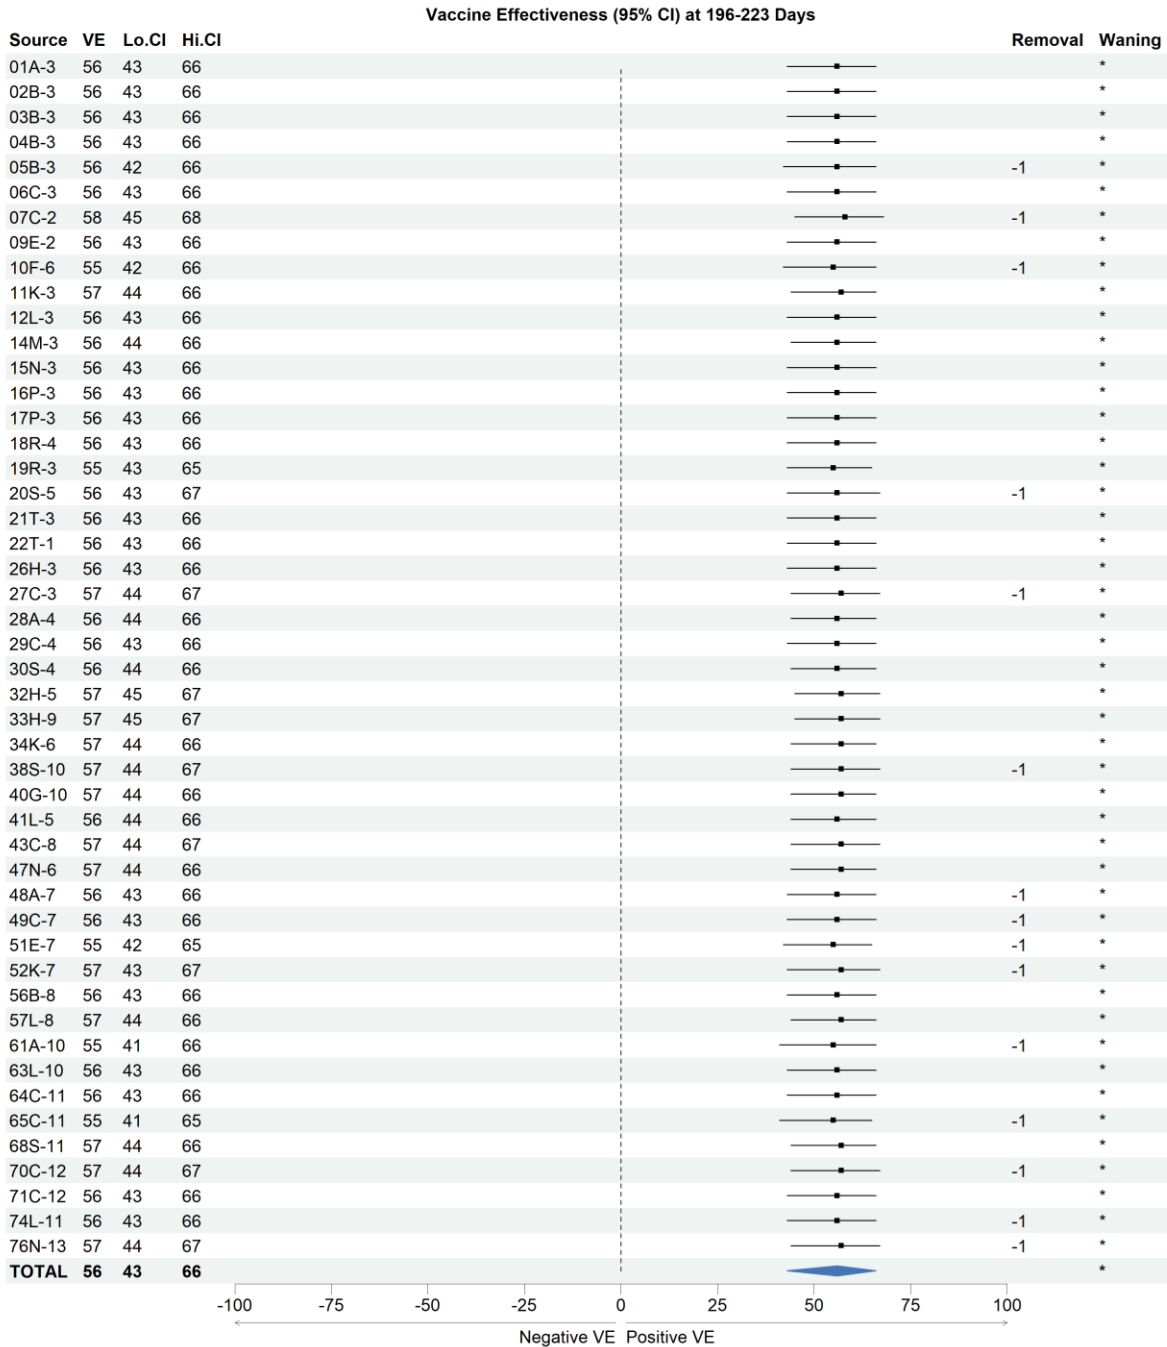 Vaccine Effectiveness (95% CI) at 196-223 Days
Source VE Lo.CI Hi.CI Removal Waning
01A-3 56 43 66 *
02B-3 56 43 66 *
03B-3 56 43 66 *
04B-3 56 43 66 *
05B-3 56 42 66 -1 *
06C-3 56 43 66 *
07C-2 58 45 68 -1 *
09E-2 56 43 66 *
10F-6 55 42 66 -1 *
11K-3 57 44 66 *
12L-3 56 43 66 *
14M-3 56 44 66 *
15N-3 56 43 66 *
16P-3 56 43 66 *
17P-3 56 43 66 *
18R-4 56 43 66 *
19R-3 55 43 65 *
20S-5 56 43 67 -1 *
21T-3 56 43 66 *
22T-1 56 43 66 *
26H-3 56 43 66 *
27C-3 57 44 67 -1 *
28A-4 56 44 66 *
29C-4 56 43 66 *
30S-4 56 44 66 *
32H-5 57 45 67 *
33H-9 57 45 67 *
34K-6 57 44 66 *
38S-10 57 44 67 -1 *
40G-10 57 44 66 *
41L-5 56 44 66 *
43C-8 57 44 67 *
47N-6 57 44 66 *
48A-7 56 43 66 -1 *
49C-7 56 43 66 -1 *
51E-7 55 42 65 -1 *
52K-7 57 43 67 -1 *
56B-8 56 43 66 *
57L-8 57 44 66 *
61A-10 55 41 66 -1 *
63L-10 56 43 66 *
64C-11 56 43 66 *
65C-11 55 41 65 -1 *
68S-11 57 44 66 *
70C-12 57 44 67 -1 *
71C-12 56 43 66 *
74L-11 56 43 66 -1 *
76N-13 57 44 67 -1 *
TOTAL 56 43 66 *
-100 -75 -50 -25 0 25 50 75 100
Negative VE Positive VE